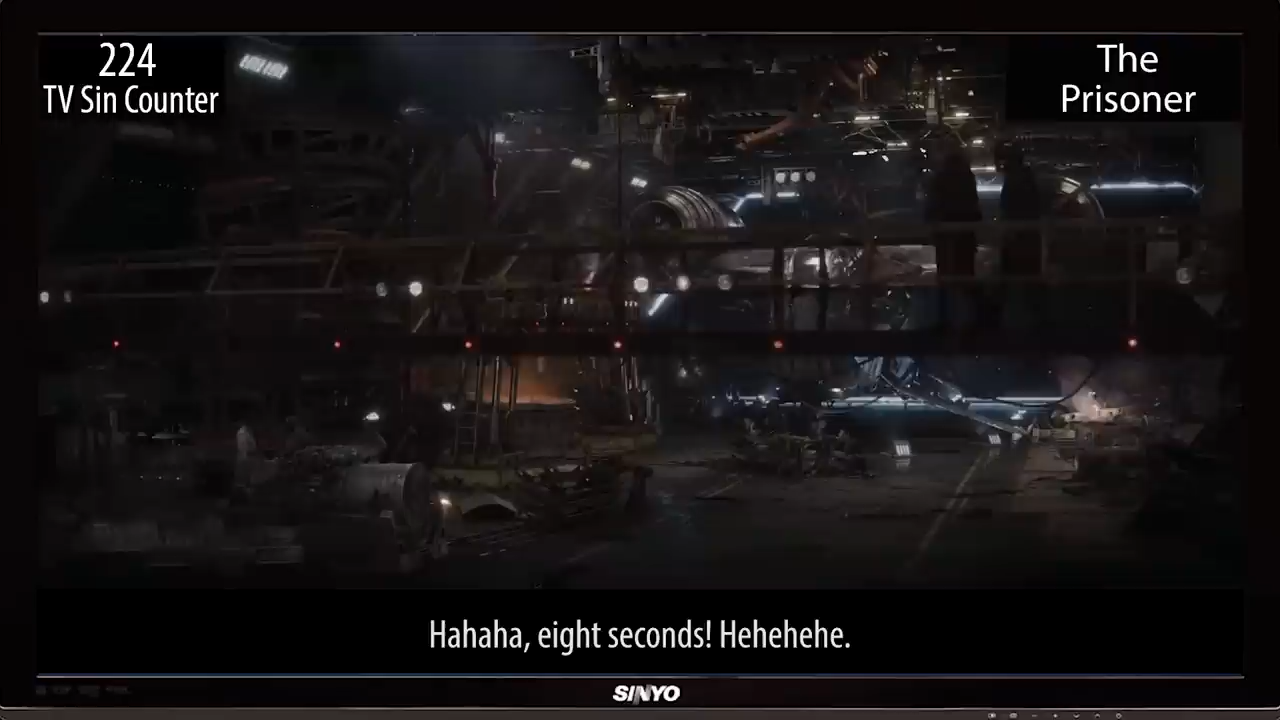 224
TV Sin Counter
The
Prisoner
Hahaha, eight seconds! Hehehehe.
SINYO